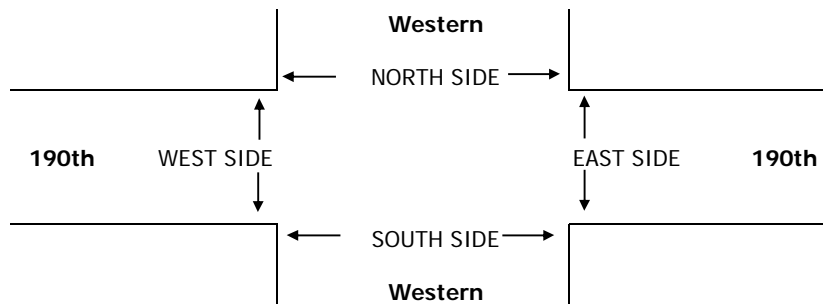 Western
NORTH SIDE
190th WEST SIDE EAST SIDE 190th
SOUTH SIDE
Western